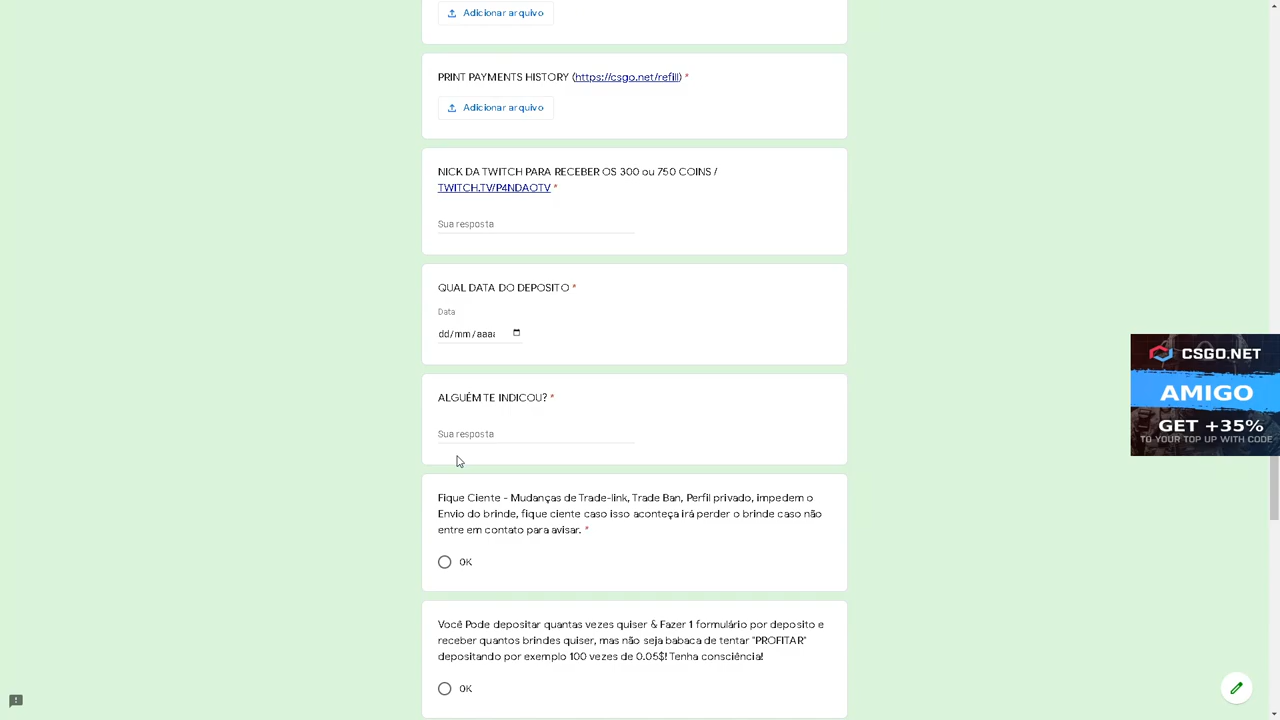 Adicionar arquivo
PRINT PAYMENTS HISTORY (https://csgo.net/refill) *
Adicionar arquivo
NICK DA TWITCH PARA RECEBER OS 300 ou 750 COINS /
TWITCH.TV/P4NDAOTV *
Sua resposta
QUAL DATA DO DEPOSITO *
Data
dd/mm/aaaa
ALGUÉM TE INDICOU? *
Sua resposta
Fique Ciente - Mudanças de Trade-link, Trade Ban, Perfil privado, impedem o
Envio do brinde, fique ciente caso isso aconteça irá perder o brinde caso não
entre em contato para avisar. *
OK
Você Pode depositar quantas vezes quiser & Fazer 1 formulário por deposito e
receber quantos brindes quiser, mas não seja babaca de tentar "PROFITAR"
depositando por exemplo 100 vezes de 0.05$! Tenha consciência!
OK
CSGO.NET
AMIGO
GET +35%
TO YOUR TOP UP WITH CODE